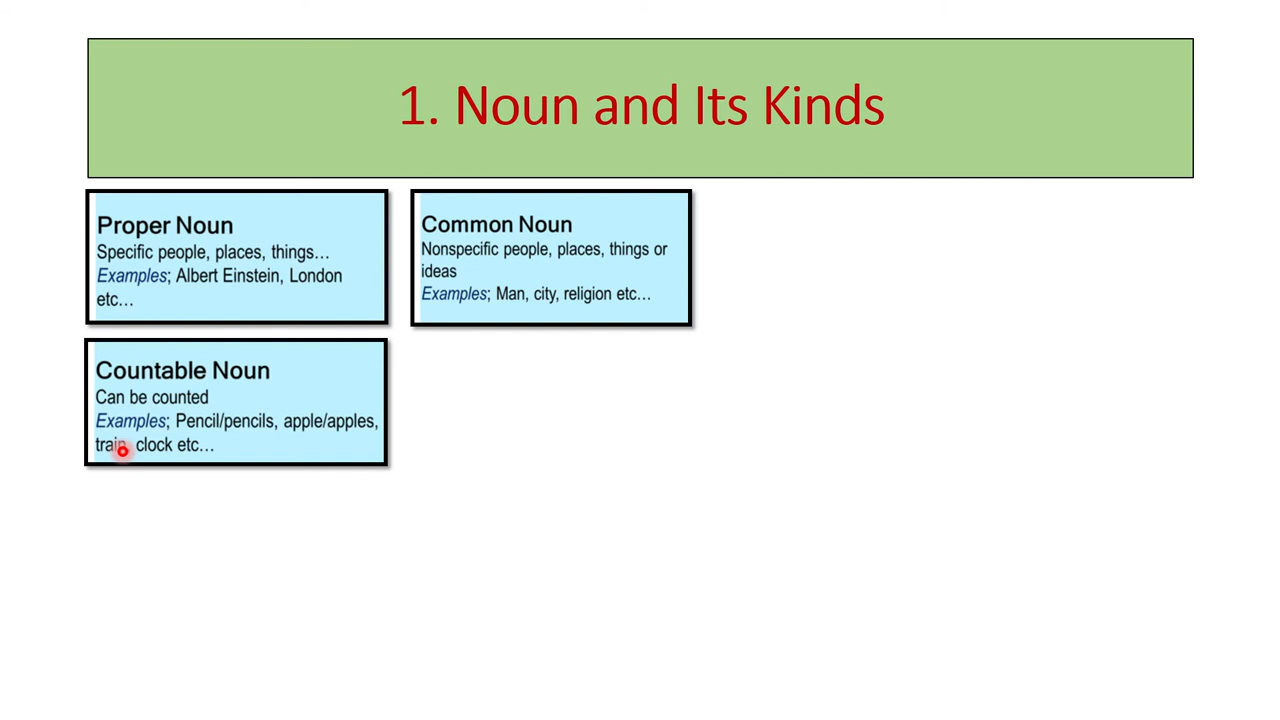 1. Noun and Its Kinds
Proper Noun
Specific people, places, things…
Examples; Albert Einstein, London
etc…
Common Noun
Nonspecific people, places, things or
ideas
Examples; Man, city, religion etc…
Countable Noun
Can be counted
Examples; Pencil/pencils, apple/apples,
train, clock etc…